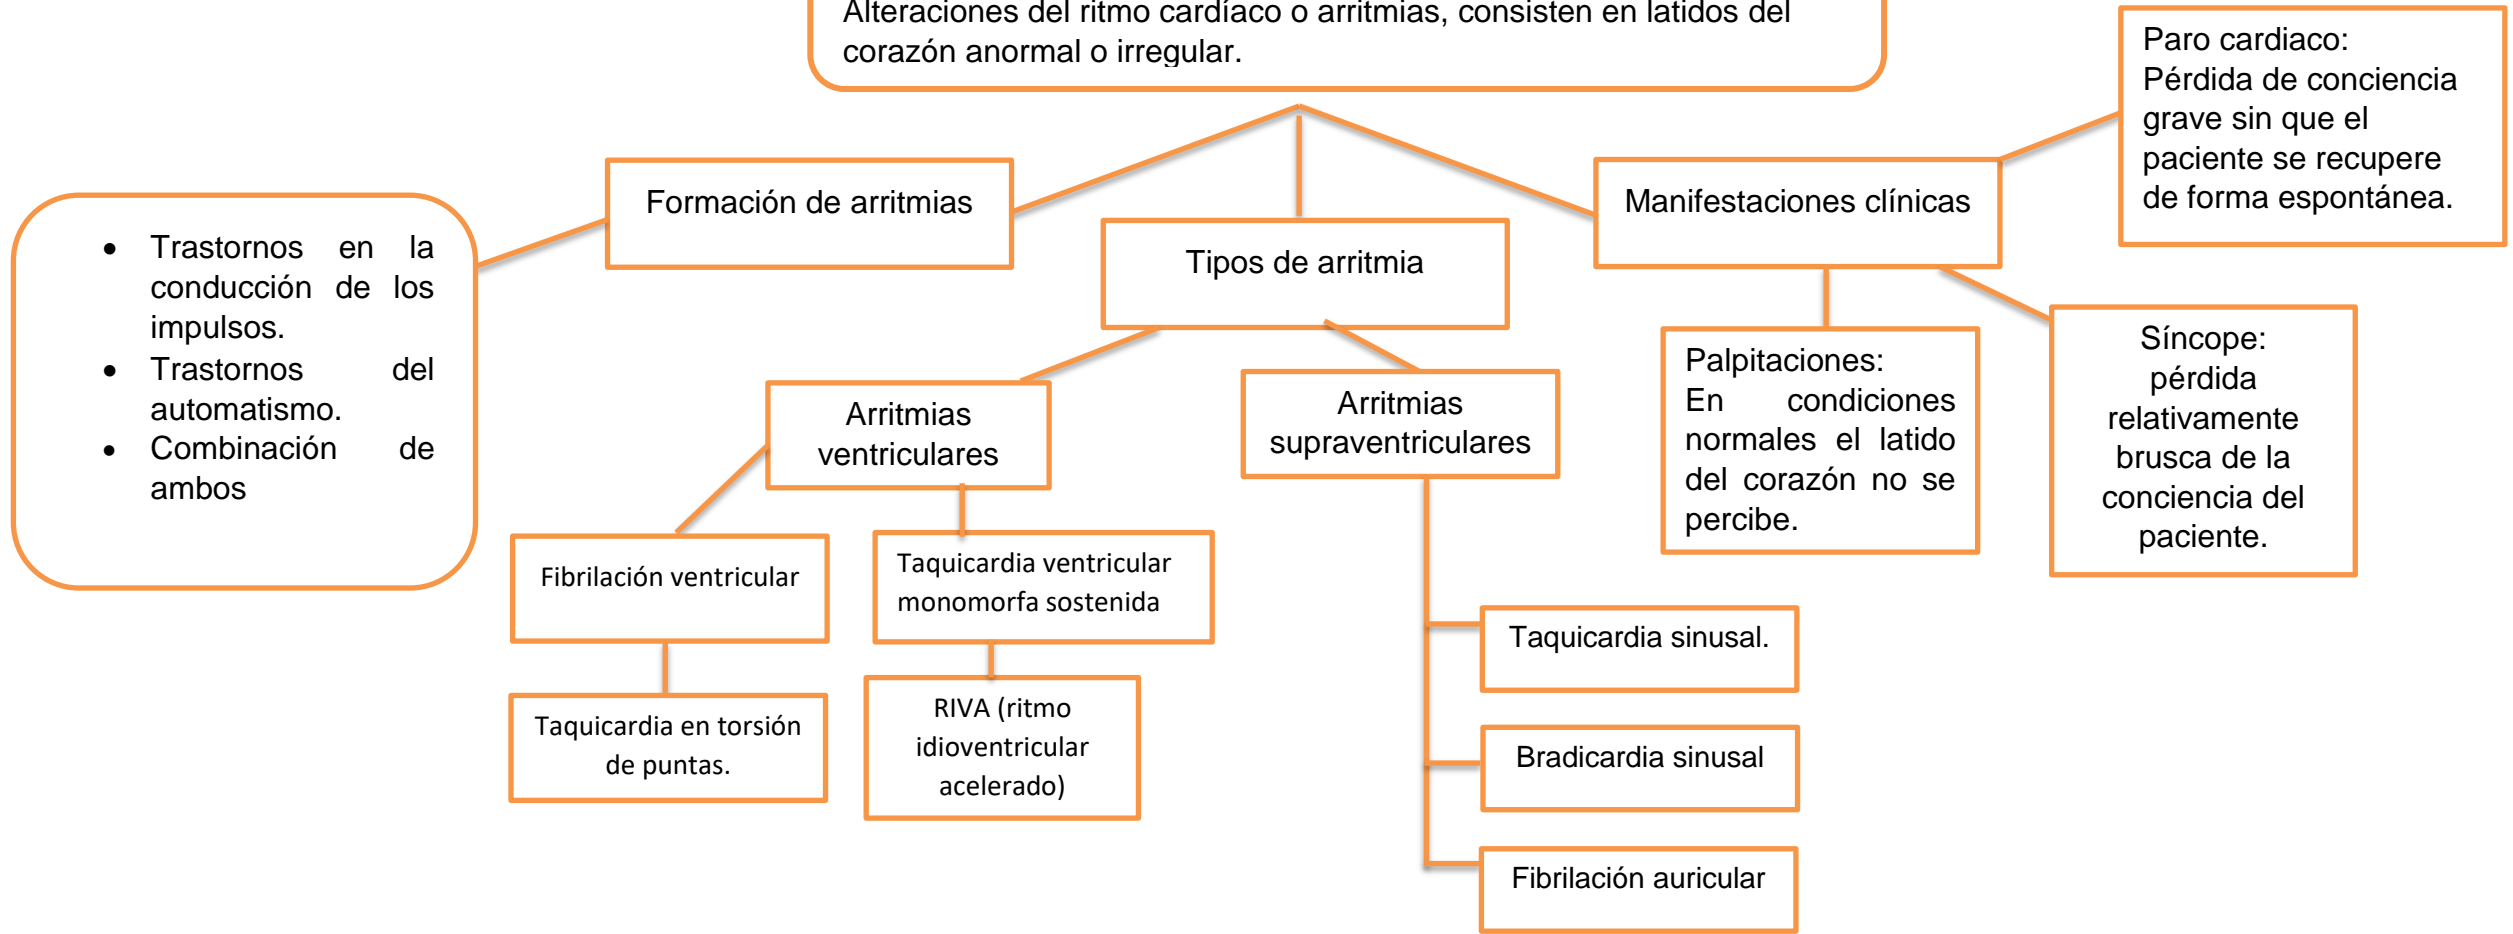 Alteraciones del ritmo cardíaco o arritmias, consisten en latidos del
corazón anormal o irregular.
Paro cardiaco:
Pérdida de conciencia
grave sin que el
paciente se recupere
de forma espontánea.
Formación de arritmias
Manifestaciones clínicas
Tipos de arritmia
• Trastornos en la
conducción de los
impulsos.
• Trastornos del
automatismo.
• Combinación de
ambos
Arritmias
ventriculares
Arritmias
supraventriculares
Palpitaciones:
En condiciones
normales el latido
del corazón no se
percibe.
Síncope:
pérdida
relativamente
brusca de la
conciencia del
paciente.
Fibrilación ventricular
Taquicardia ventricular
monomorfa sostenida
Taquicardia en torsión
de puntas.
RIVA (ritmo
idioventricular
acelerado)
Taquicardia sinusal.
Bradicardia sinusal
Fibrilación auricular